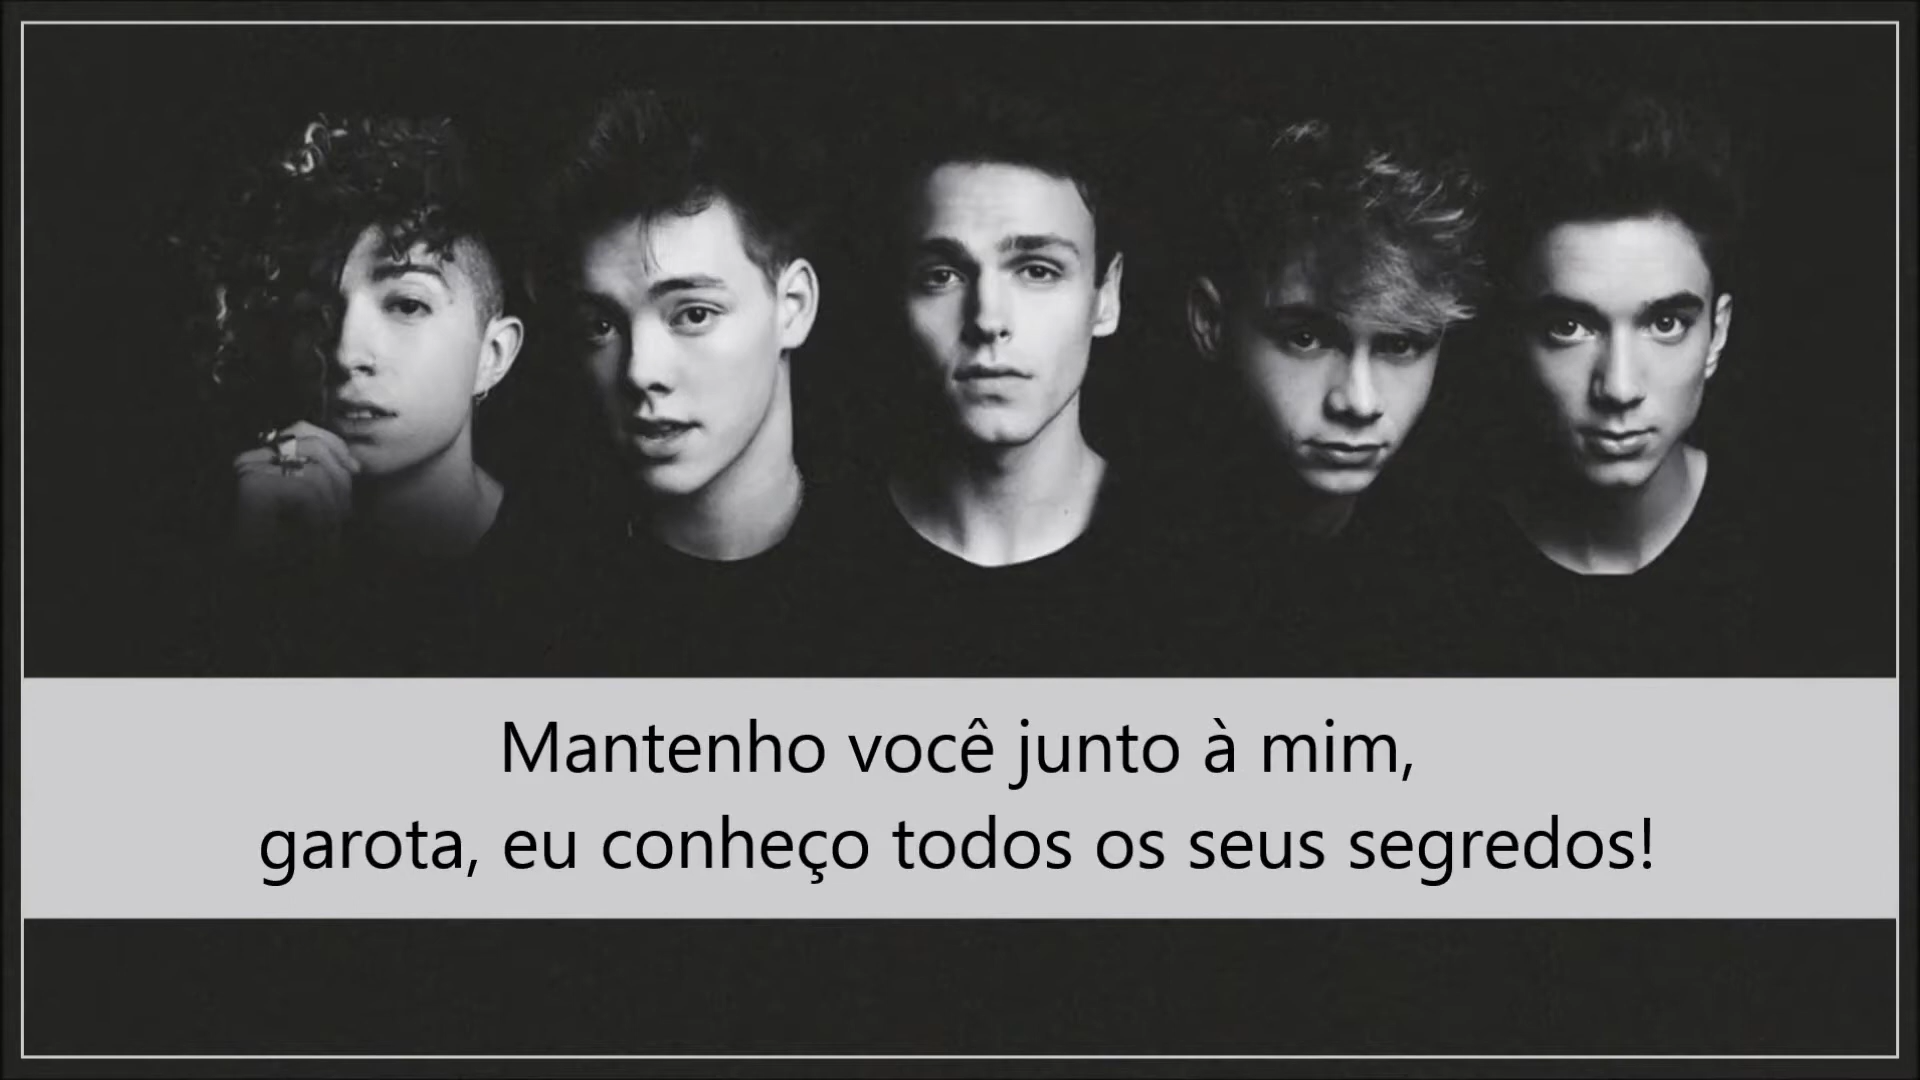 Mantenho você junto à mim,
garota, eu conheço todos os seus segredos!